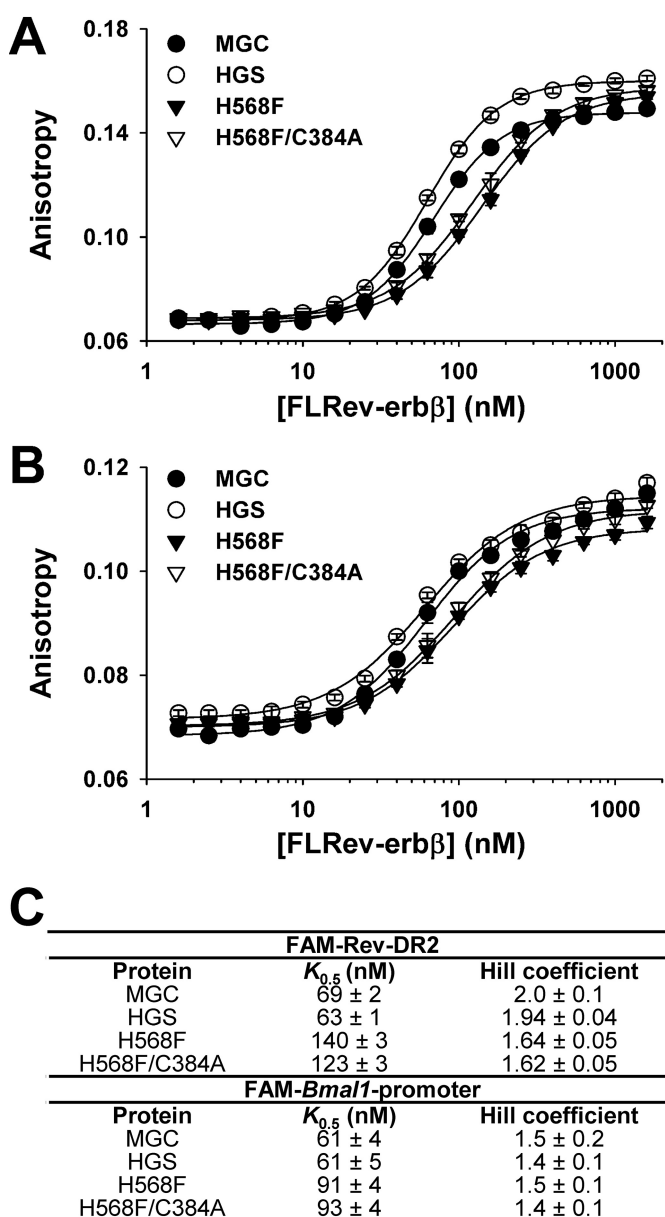 A
0.18
0.14
0.10
0.06
Anisotropy
MGC
HGS
H568F
H568F/C384A
1 10 100 1000
[FLRev-erbβ] (nM)
B
0.12
0.10
0.08
0.06
Anisotropy
MGC
HGS
H568F
H568F/C384A
1 10 100 1000
[FLRev-erbβ] (nM)
C
FAM-Rev-DR2
Protein K0.5 (nM) Hill coefficient
MGC 69 ± 2 2.0 ± 0.1
HGS 63 ± 1 1.94 ± 0.04
H568F 140 ± 3 1.64 ± 0.05
H568F/C384A 123 ± 3 1.62 ± 0.05
FAM-Bmal1-promoter
Protein K0.5 (nM) Hill coefficient
MGC 61 ± 4 1.5 ± 0.2
HGS 61 ± 5 1.4 ± 0.1
H568F 91 ± 4 1.5 ± 0.1
H568F/C384A 93 ± 4 1.4 ± 0.1